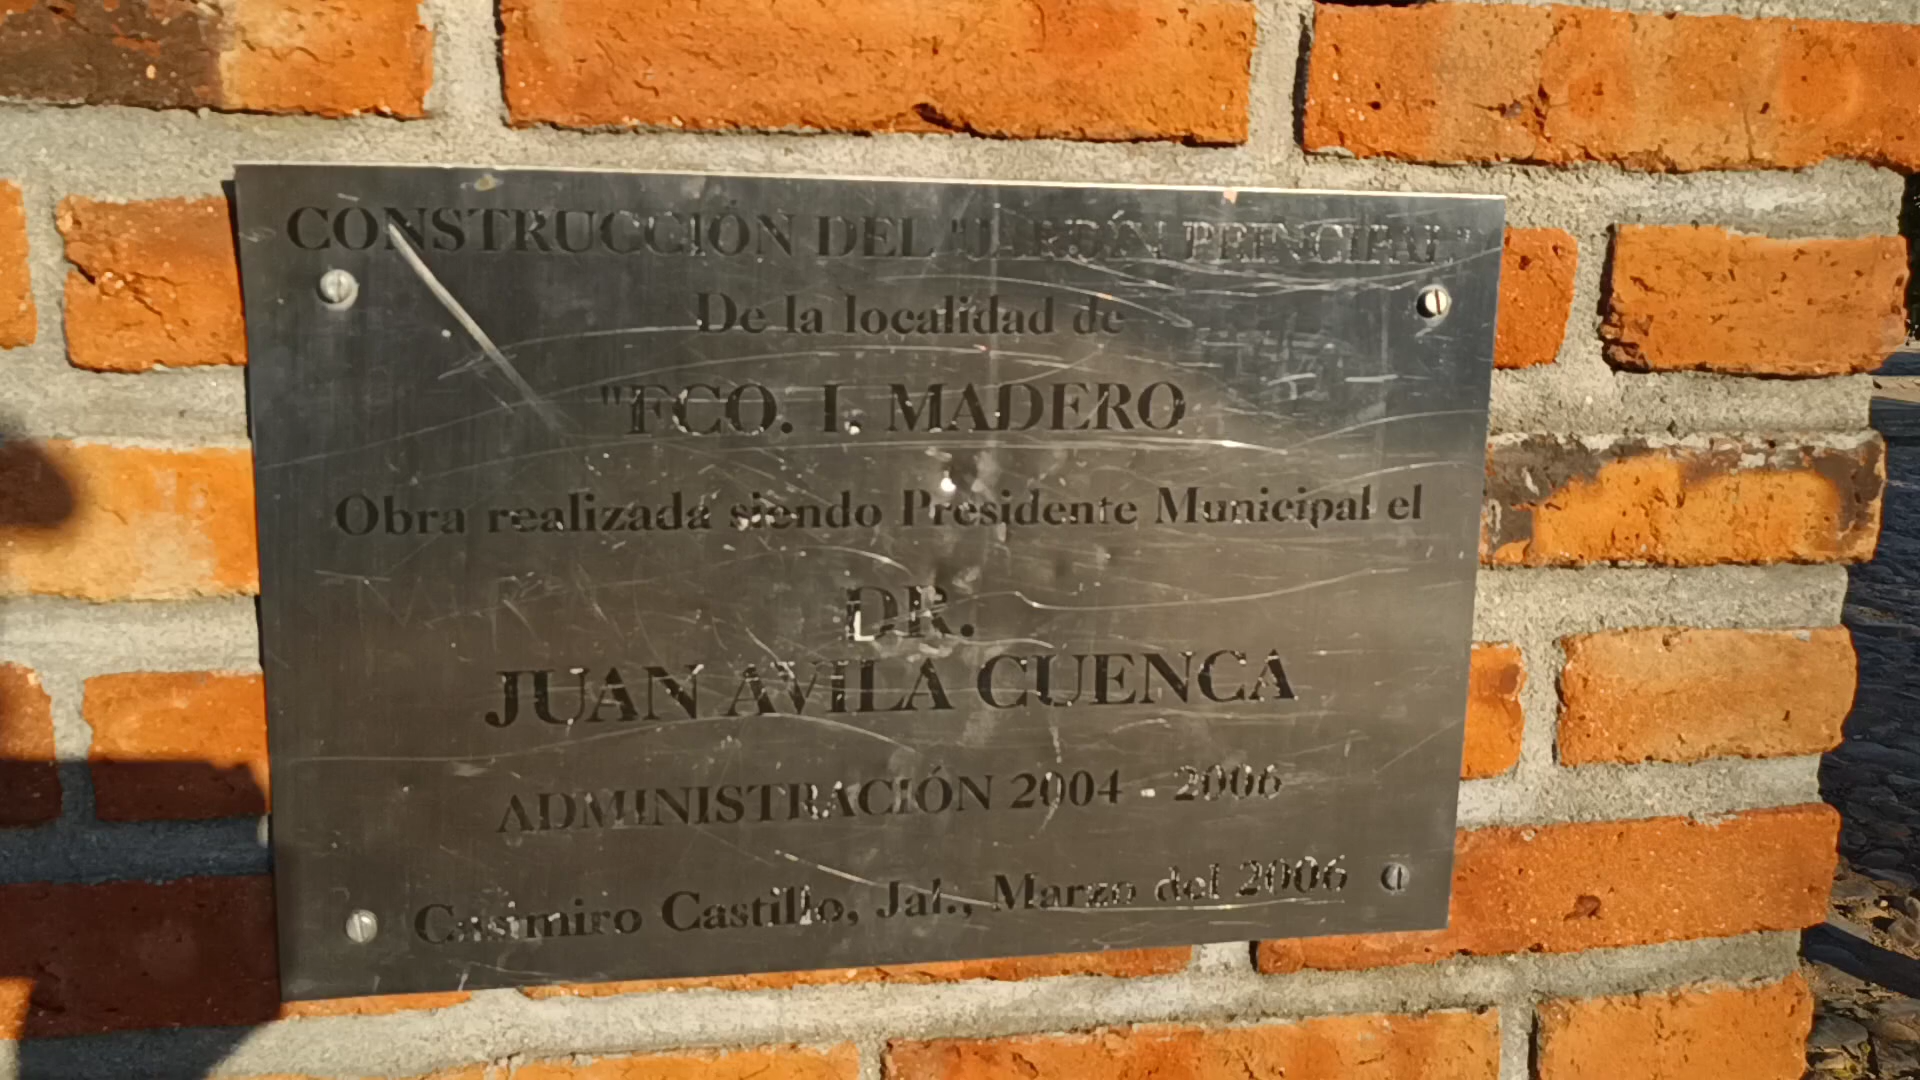 CONSTRUCCIÓN DEL "JARDÍN PRINCIPAL"
De la localidad de
"FCO. I. MADERO
Obra realizada siendo Presidente Municipal el
DR.
JUAN AVILA CUENCA
ADMINISTRACIÓN 2004 - 2006
Casimiro Castillo, Jal., Marzo del 2006